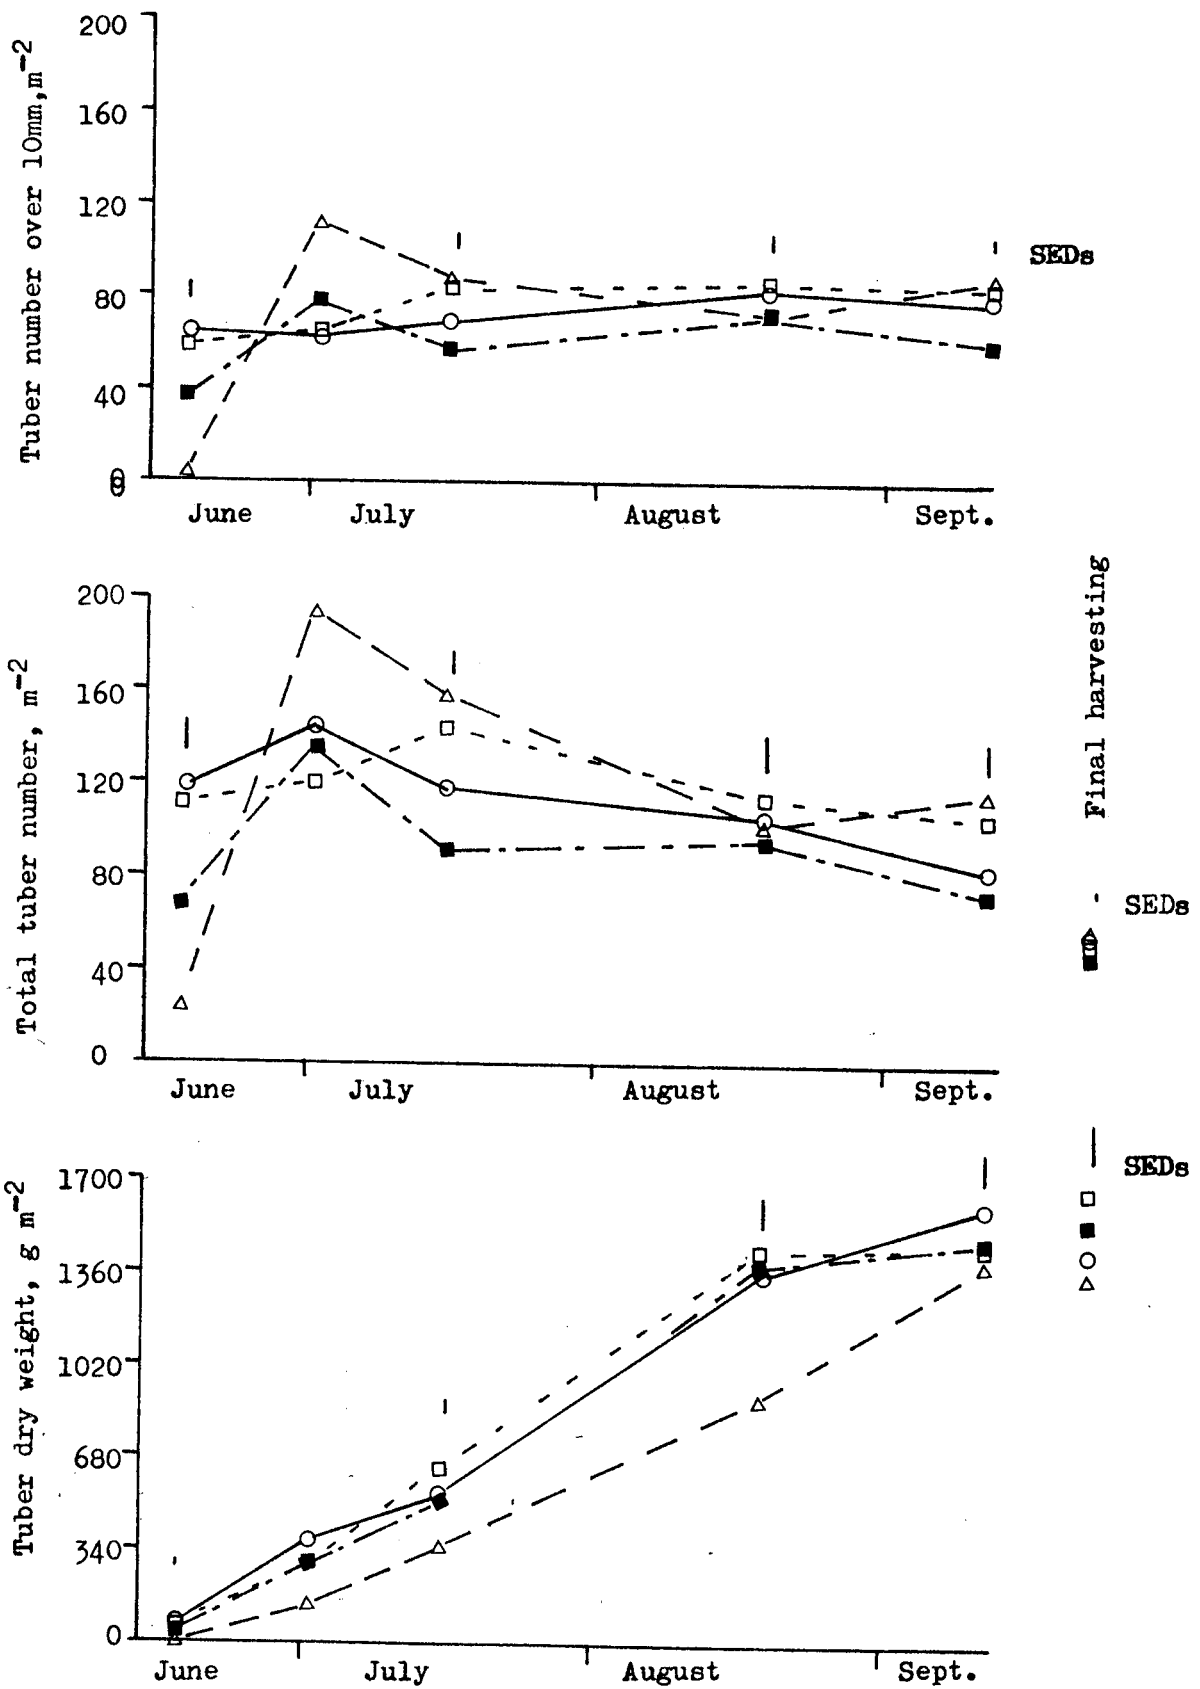 Tuber number over 10mm, m-2
200
160
120
80
40
0
SEDs
June July August Sept.
Total tuber number, m-2
200
160
120
80
40
0
Final harvesting
SEDs
June July August Sept.
Tuber dry weight, g m-2
1700
1360
1020
680
340
0
SEDs
June July August Sept.